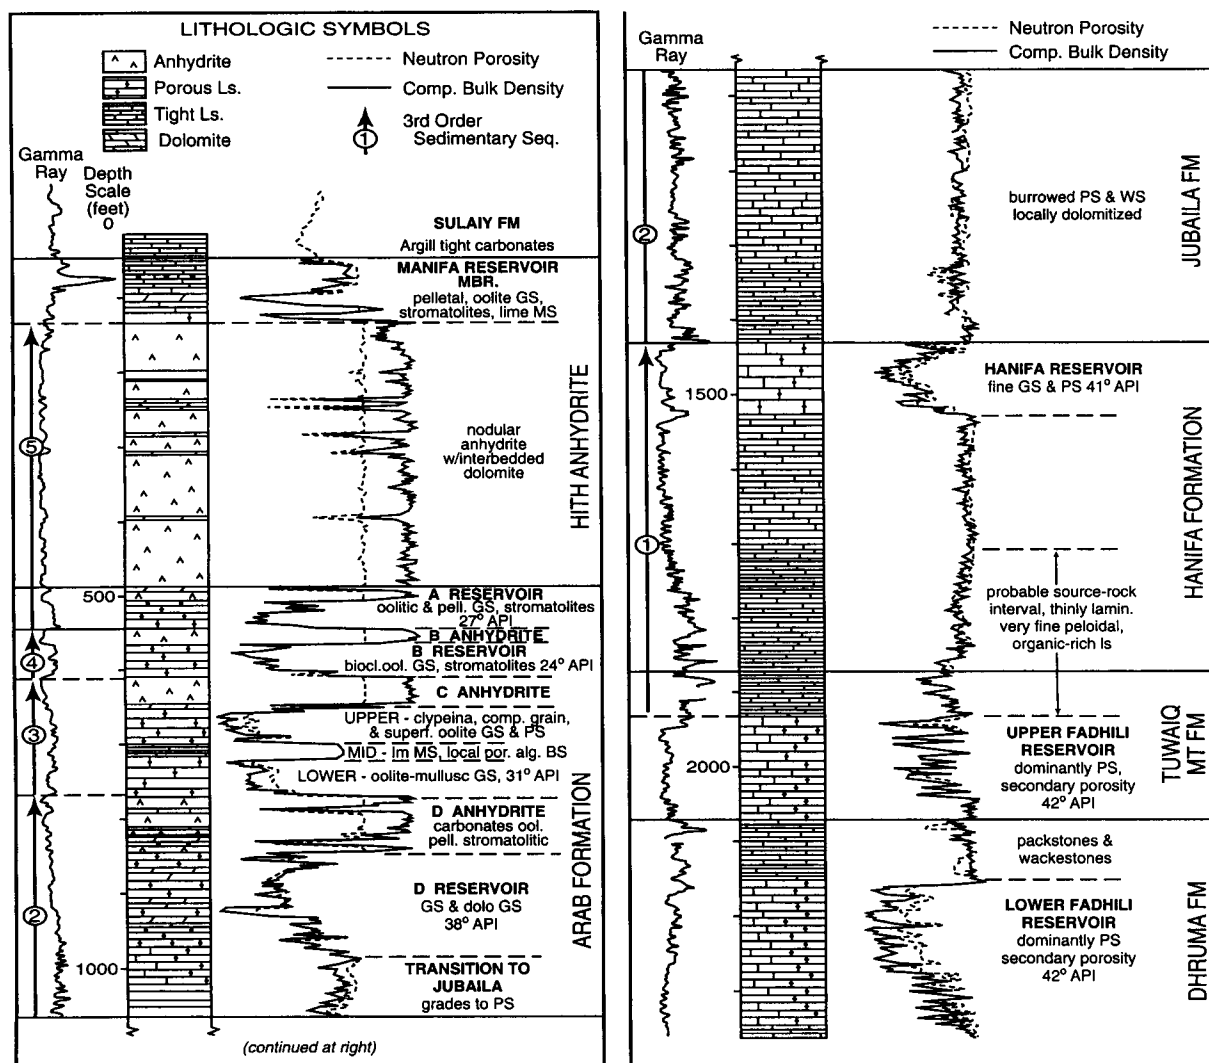 LITHOLOGIC SYMBOLS
Anhydrite
Porous Ls.
Tight Ls.
Dolomite
Neutron Porosity
Comp. Bulk Density
1
3rd Order
Sedimentary Seq.
Gamma
Ray
Depth
Scale
(feet)
0
500
1000
5
4
3
2
SULAIY FM
Argill tight carbonates
MANIFA RESERVOIR
MBR.
pelletal, oolite GS,
stromatolites, lime MS
nodular
anhydrite
w/interbedded
dolomite
HITH ANHYDRITE
A RESERVOIR
oolitic & pell. GS, stromatolites
27° API
B ANHYDRITE
B RESERVOIR
biocl.ool. GS, stromatolites 24° API
C ANHYDRITE
UPPER - clypeina, comp. grain,
& superf. oolite GS & PS
MID - lm MS, local por. alg. BS
LOWER - oolite-mullusc GS, 31° API
D ANHYDRITE
carbonates ool.
pell. stromatolitic
D RESERVOIR
GS & dolo GS
38° API
TRANSITION TO
JUBAILA
grades to PS
ARAB FORMATION
(continued at right)
Gamma
Ray
Neutron Porosity
Comp. Bulk Density
2
1
1500
2000
burrowed PS & WS
locally dolomitized
JUBAILA FM
HANIFA RESERVOIR
fine GS & PS 41° API
probable source-rock
interval, thinly lamin.
very fine peloidal,
organic-rich ls
HANIFA FORMATION
UPPER FADHILI
RESERVOIR
dominantly PS,
secondary porosity
42° API
TUWAIQ
MT FM
packstones &
wackestones
LOWER FADHILI
RESERVOIR
dominantly PS
secondary porosity
42° API
DHRUMA FM